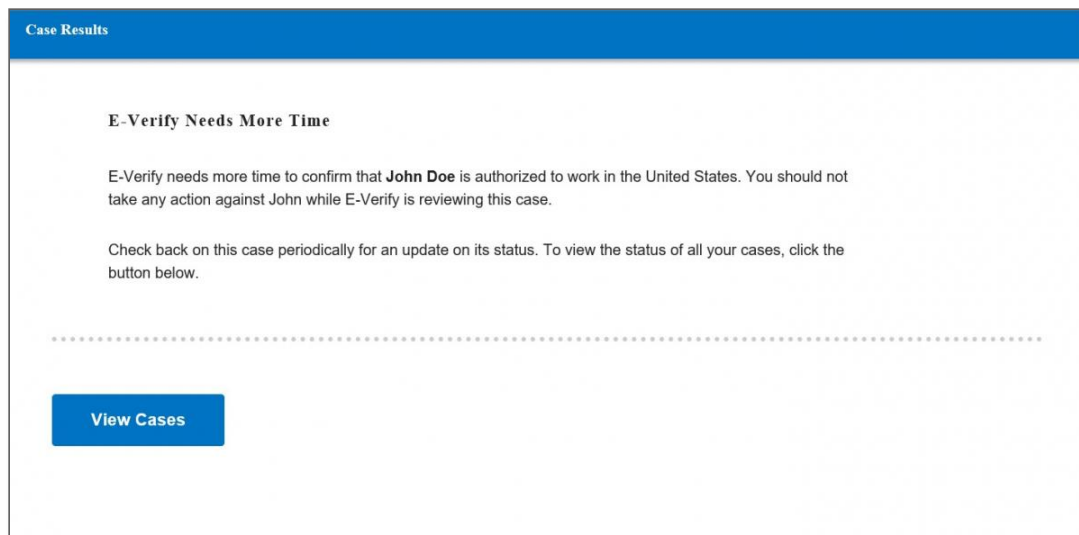 Case Results
E-Verify Needs More Time
E-Verify needs more time to confirm that John Doe is authorized to work in the United States. You should not
take any action against John while E-Verify is reviewing this case.
Check back on this case periodically for an update on its status. To view the status of all your cases, click the
button below.
View Cases